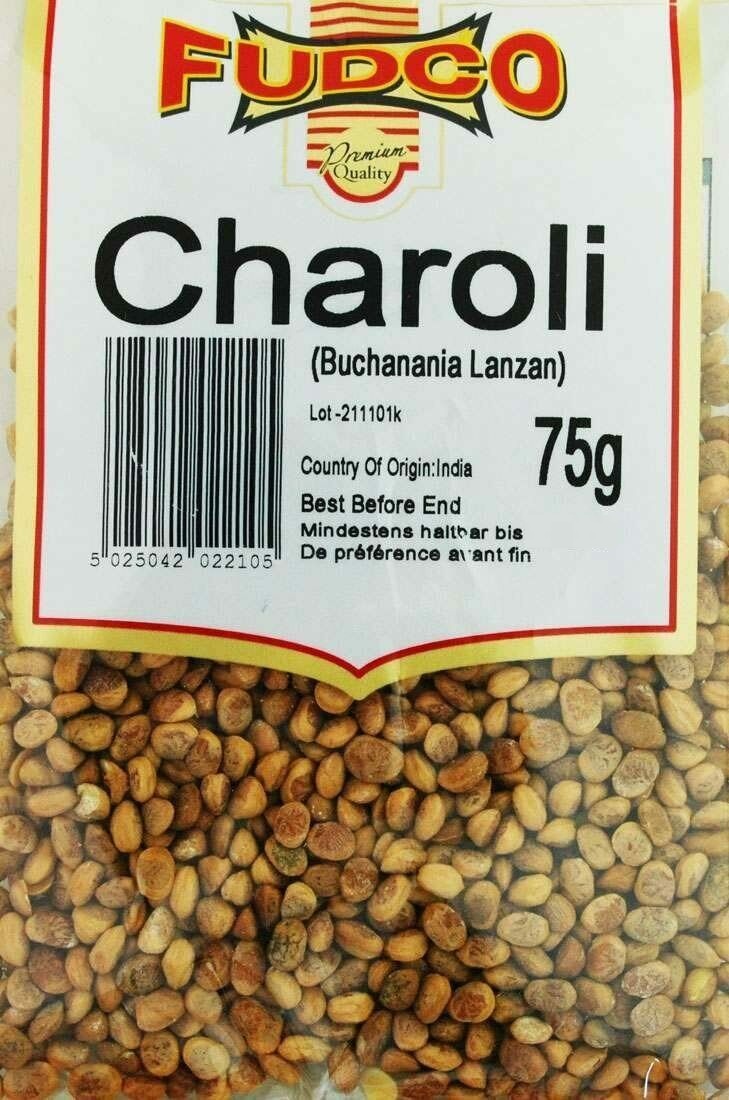 FUDCO
Premium
Quality
Charoli
(Buchanania Lanzan)
Lot-211101k
75g
Country Of Origin:India
Best Before End
Mindestens haltbar bis
De préférence avant fin
5 025042 022105